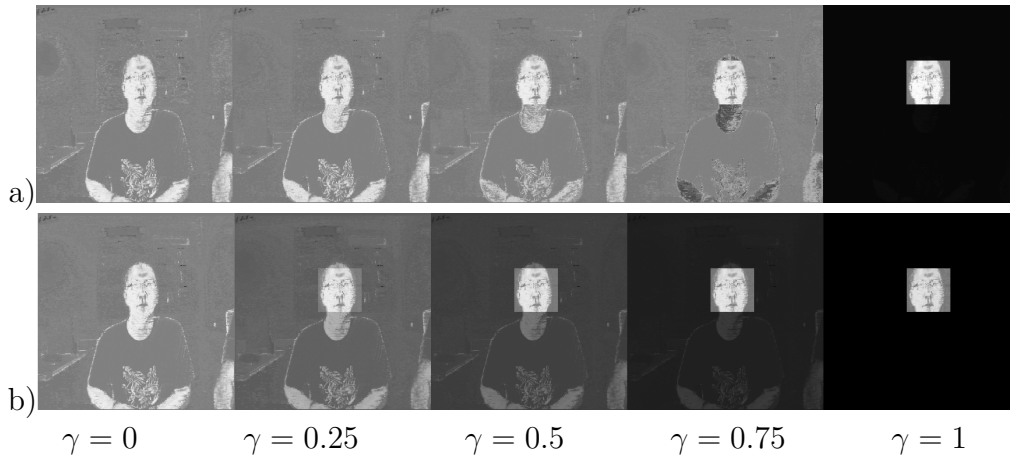 a)
b)
γ = 0 γ = 0.25 γ = 0.5 γ = 0.75 γ = 1